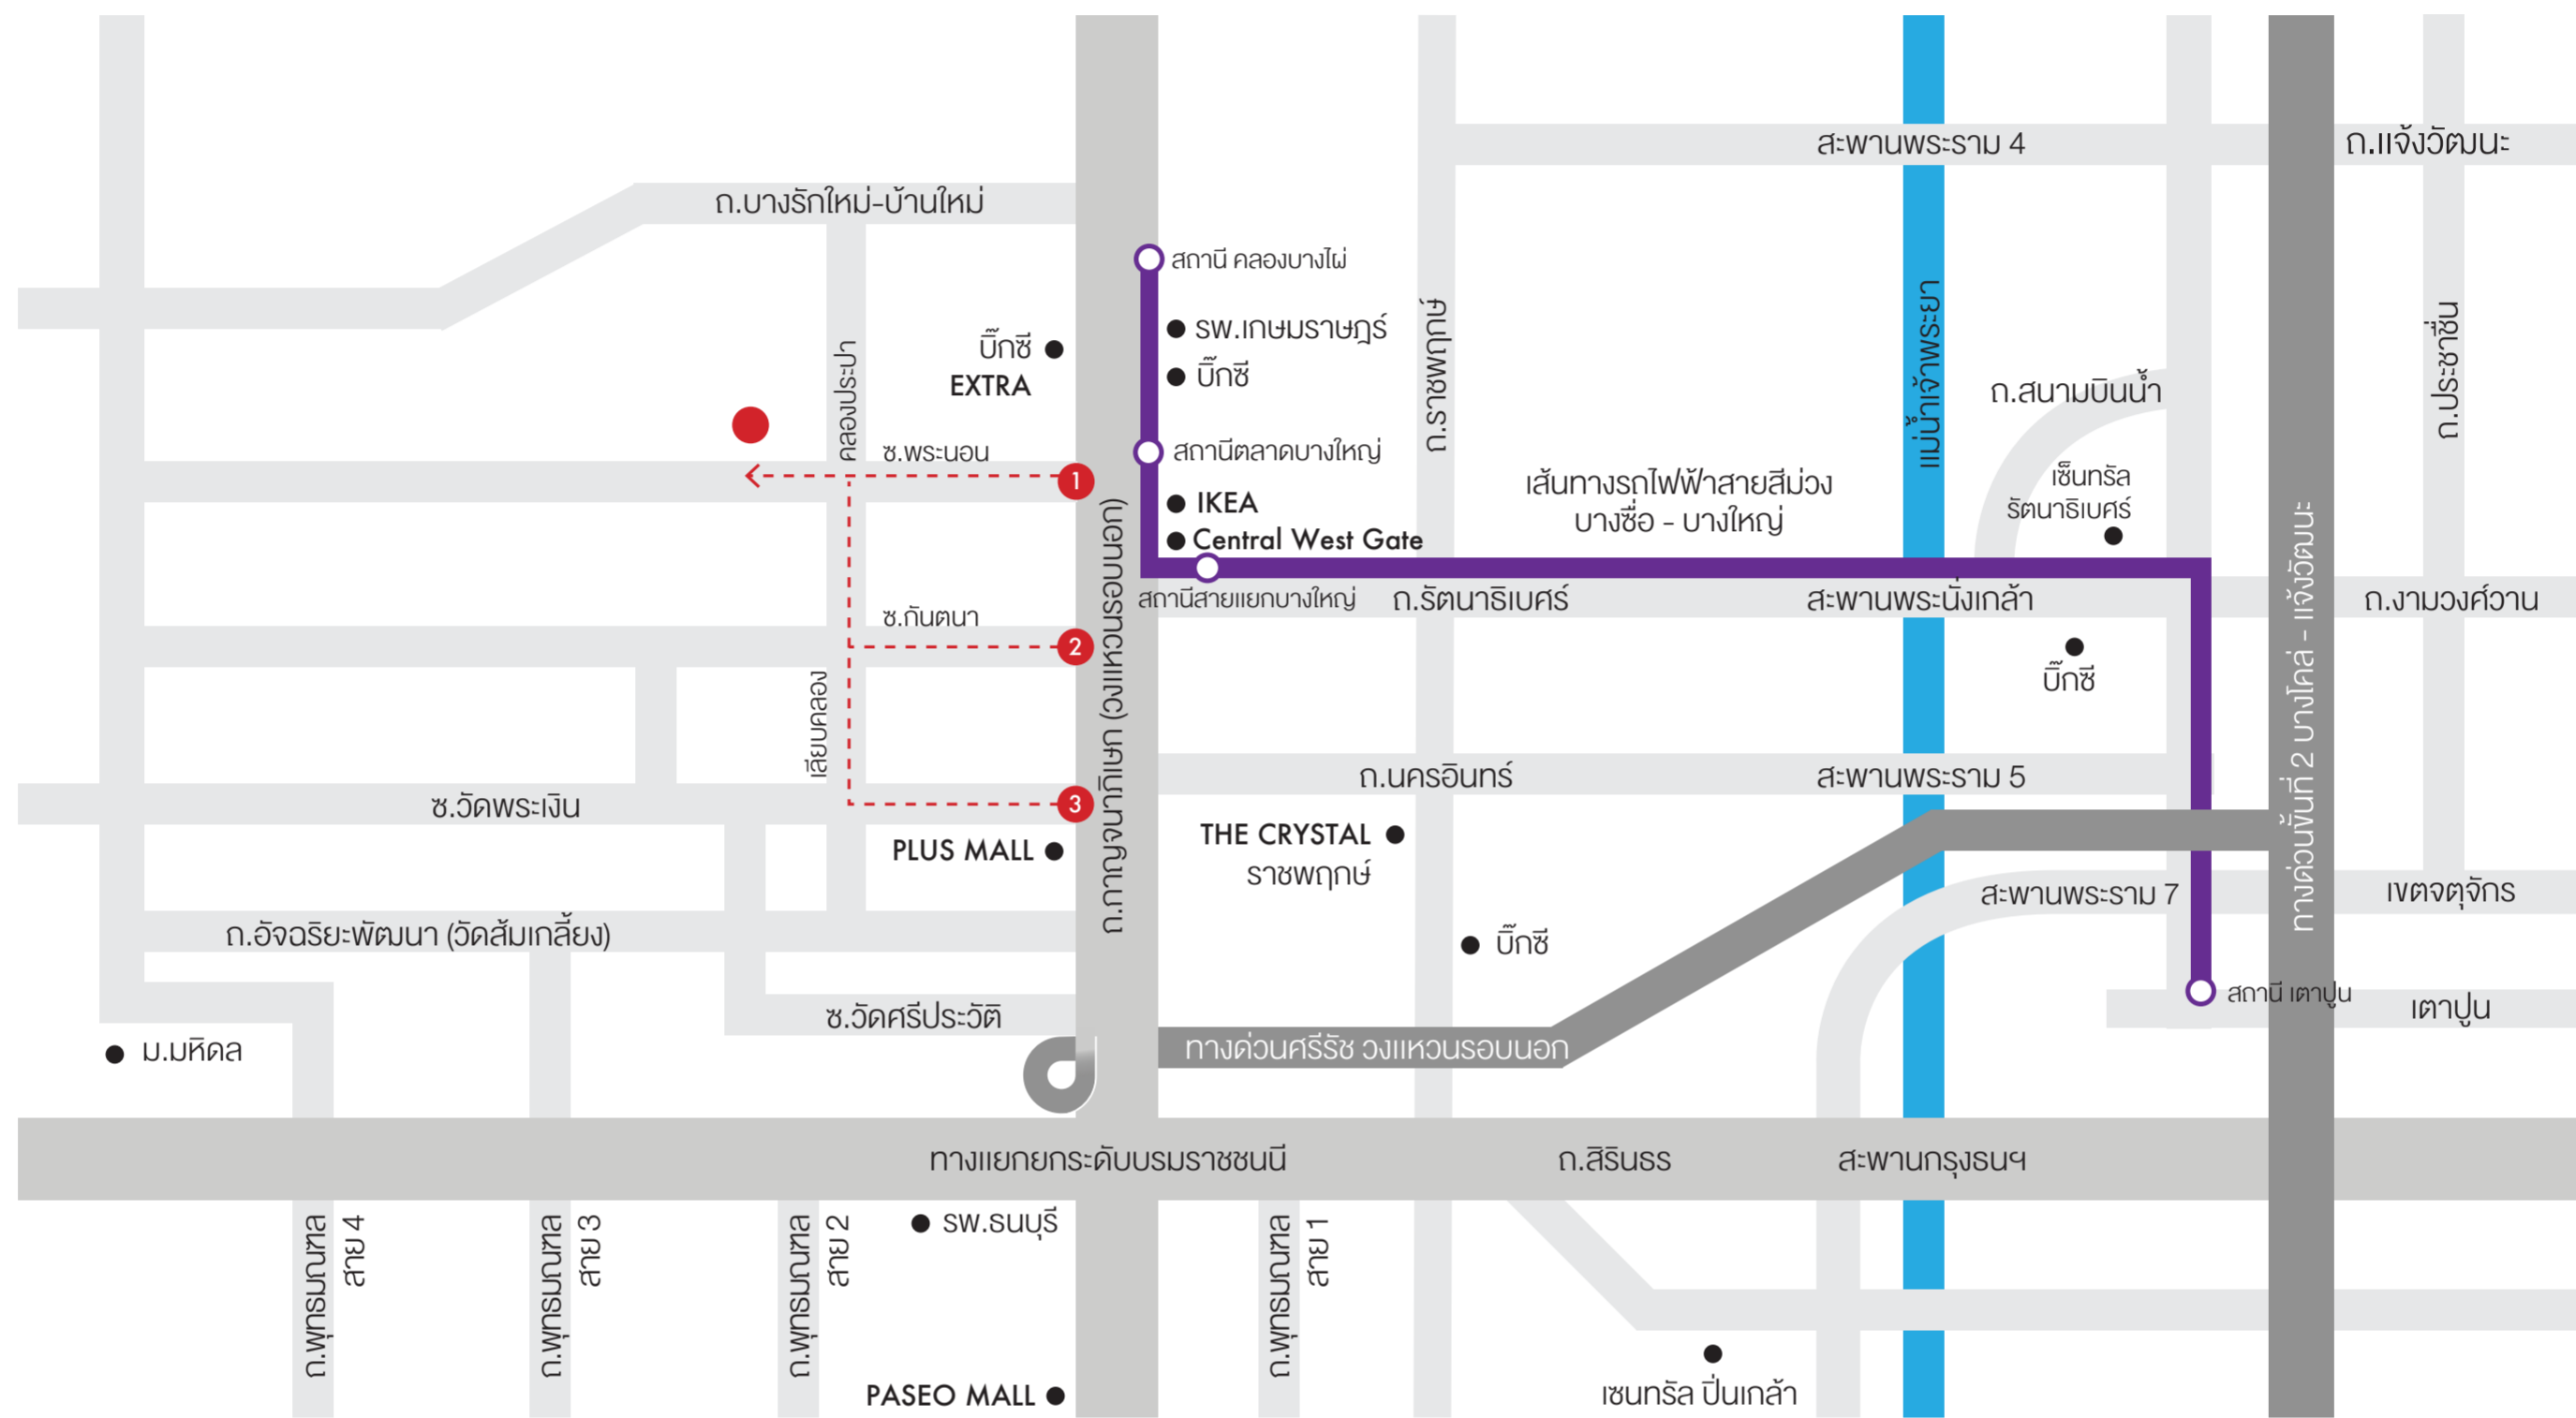 สะพานพระราม 4
ถ.แจ้งวัฒนะ
ถ.บางรักใหม่-บ้านใหม่
สถานี คลองบางไผ่
รพ.เกษมราษฎร์
บิ๊กซี
EXTRA
บิ๊กซี
คลองประปา
ถ.ราชพฤกษ์
แม่น้ำเจ้าพระยา
ถ.ประชาชื่น
ถ.สนามบินน้ำ
ซ.พระนอน
1
สถานีตลาดบางใหญ่
IKEA
Central West Gate
เส้นทางรถไฟฟ้าสายสีม่วง
บางซื่อ - บางใหญ่
เซ็นทรัล
รัตนาธิเบศร์
สถานีสายแยกบางใหญ่
ถ.รัตนาธิเบศร์
สะพานพระนั่งเกล้า
ถ.งามวงศ์วาน
ซ.กันตนา
2
บิ๊กซี
เลียบคลอง
ถ.กาญจนาภิเษก (วงแหวนรอบนอก)
ทางด่วนขั้นที่ 2 บางโคล่ - แจ้งวัฒนะ
ซ.วัดพระเงิน
3
ถ.นครอินทร์
สะพานพระราม 5
PLUS MALL
THE CRYSTAL
ราชพฤกษ์
สะพานพระราม 7
เขตจตุจักร
ถ.อัจฉริยะพัฒนา (วัดส้มเกลี้ยง)
บิ๊กซี
ซ.วัดศรีประวัติ
สถานี เตาปูน
เตาปูน
ม.มหิดล
ทางด่วนศรีรัช วงแหวนรอบนอก
ทางแยกยกระดับบรมราชชนนี
ถ.สิรินธร
สะพานกรุงธนฯ
ถ.พุทธมณฑล
สาย 4
ถ.พุทธมณฑล
สาย 3
ถ.พุทธมณฑล
สาย 2
รพ.ธนบุรี
ถ.พุทธมณฑล
สาย 1
PASEO MALL
เซนทรัล ปิ่นเกล้า